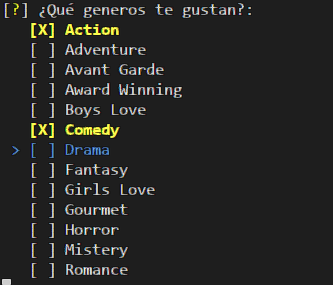 [?] ¿Qué generos te gustan?:
[X] Action
[ ] Adventure
[ ] Avant Garde
[ ] Award Winning
[ ] Boys Love
[X] Comedy
> [ ] Drama
[ ] Fantasy
[ ] Girls Love
[ ] Gourmet
[ ] Horror
[ ] Mistery
[ ] Romance